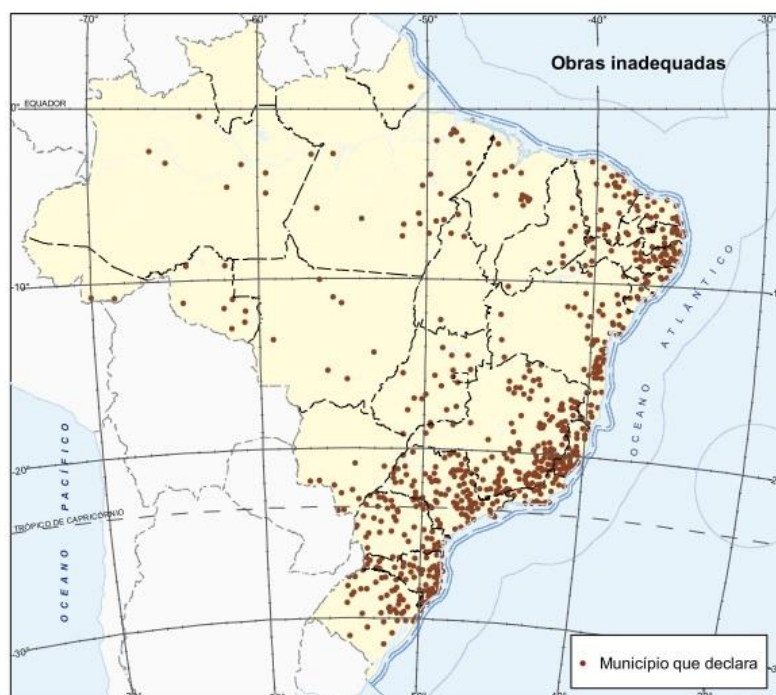 -70°
-60°
-50°
-40°
-30°
Obras inadequadas
0°
EQUADOR
-10°
OCEANO ATLÂNTICO
-20°
OCEANO PACÍFICO
TRÓPICO DE CAPRICÓRNIO
-30°
Município que declara